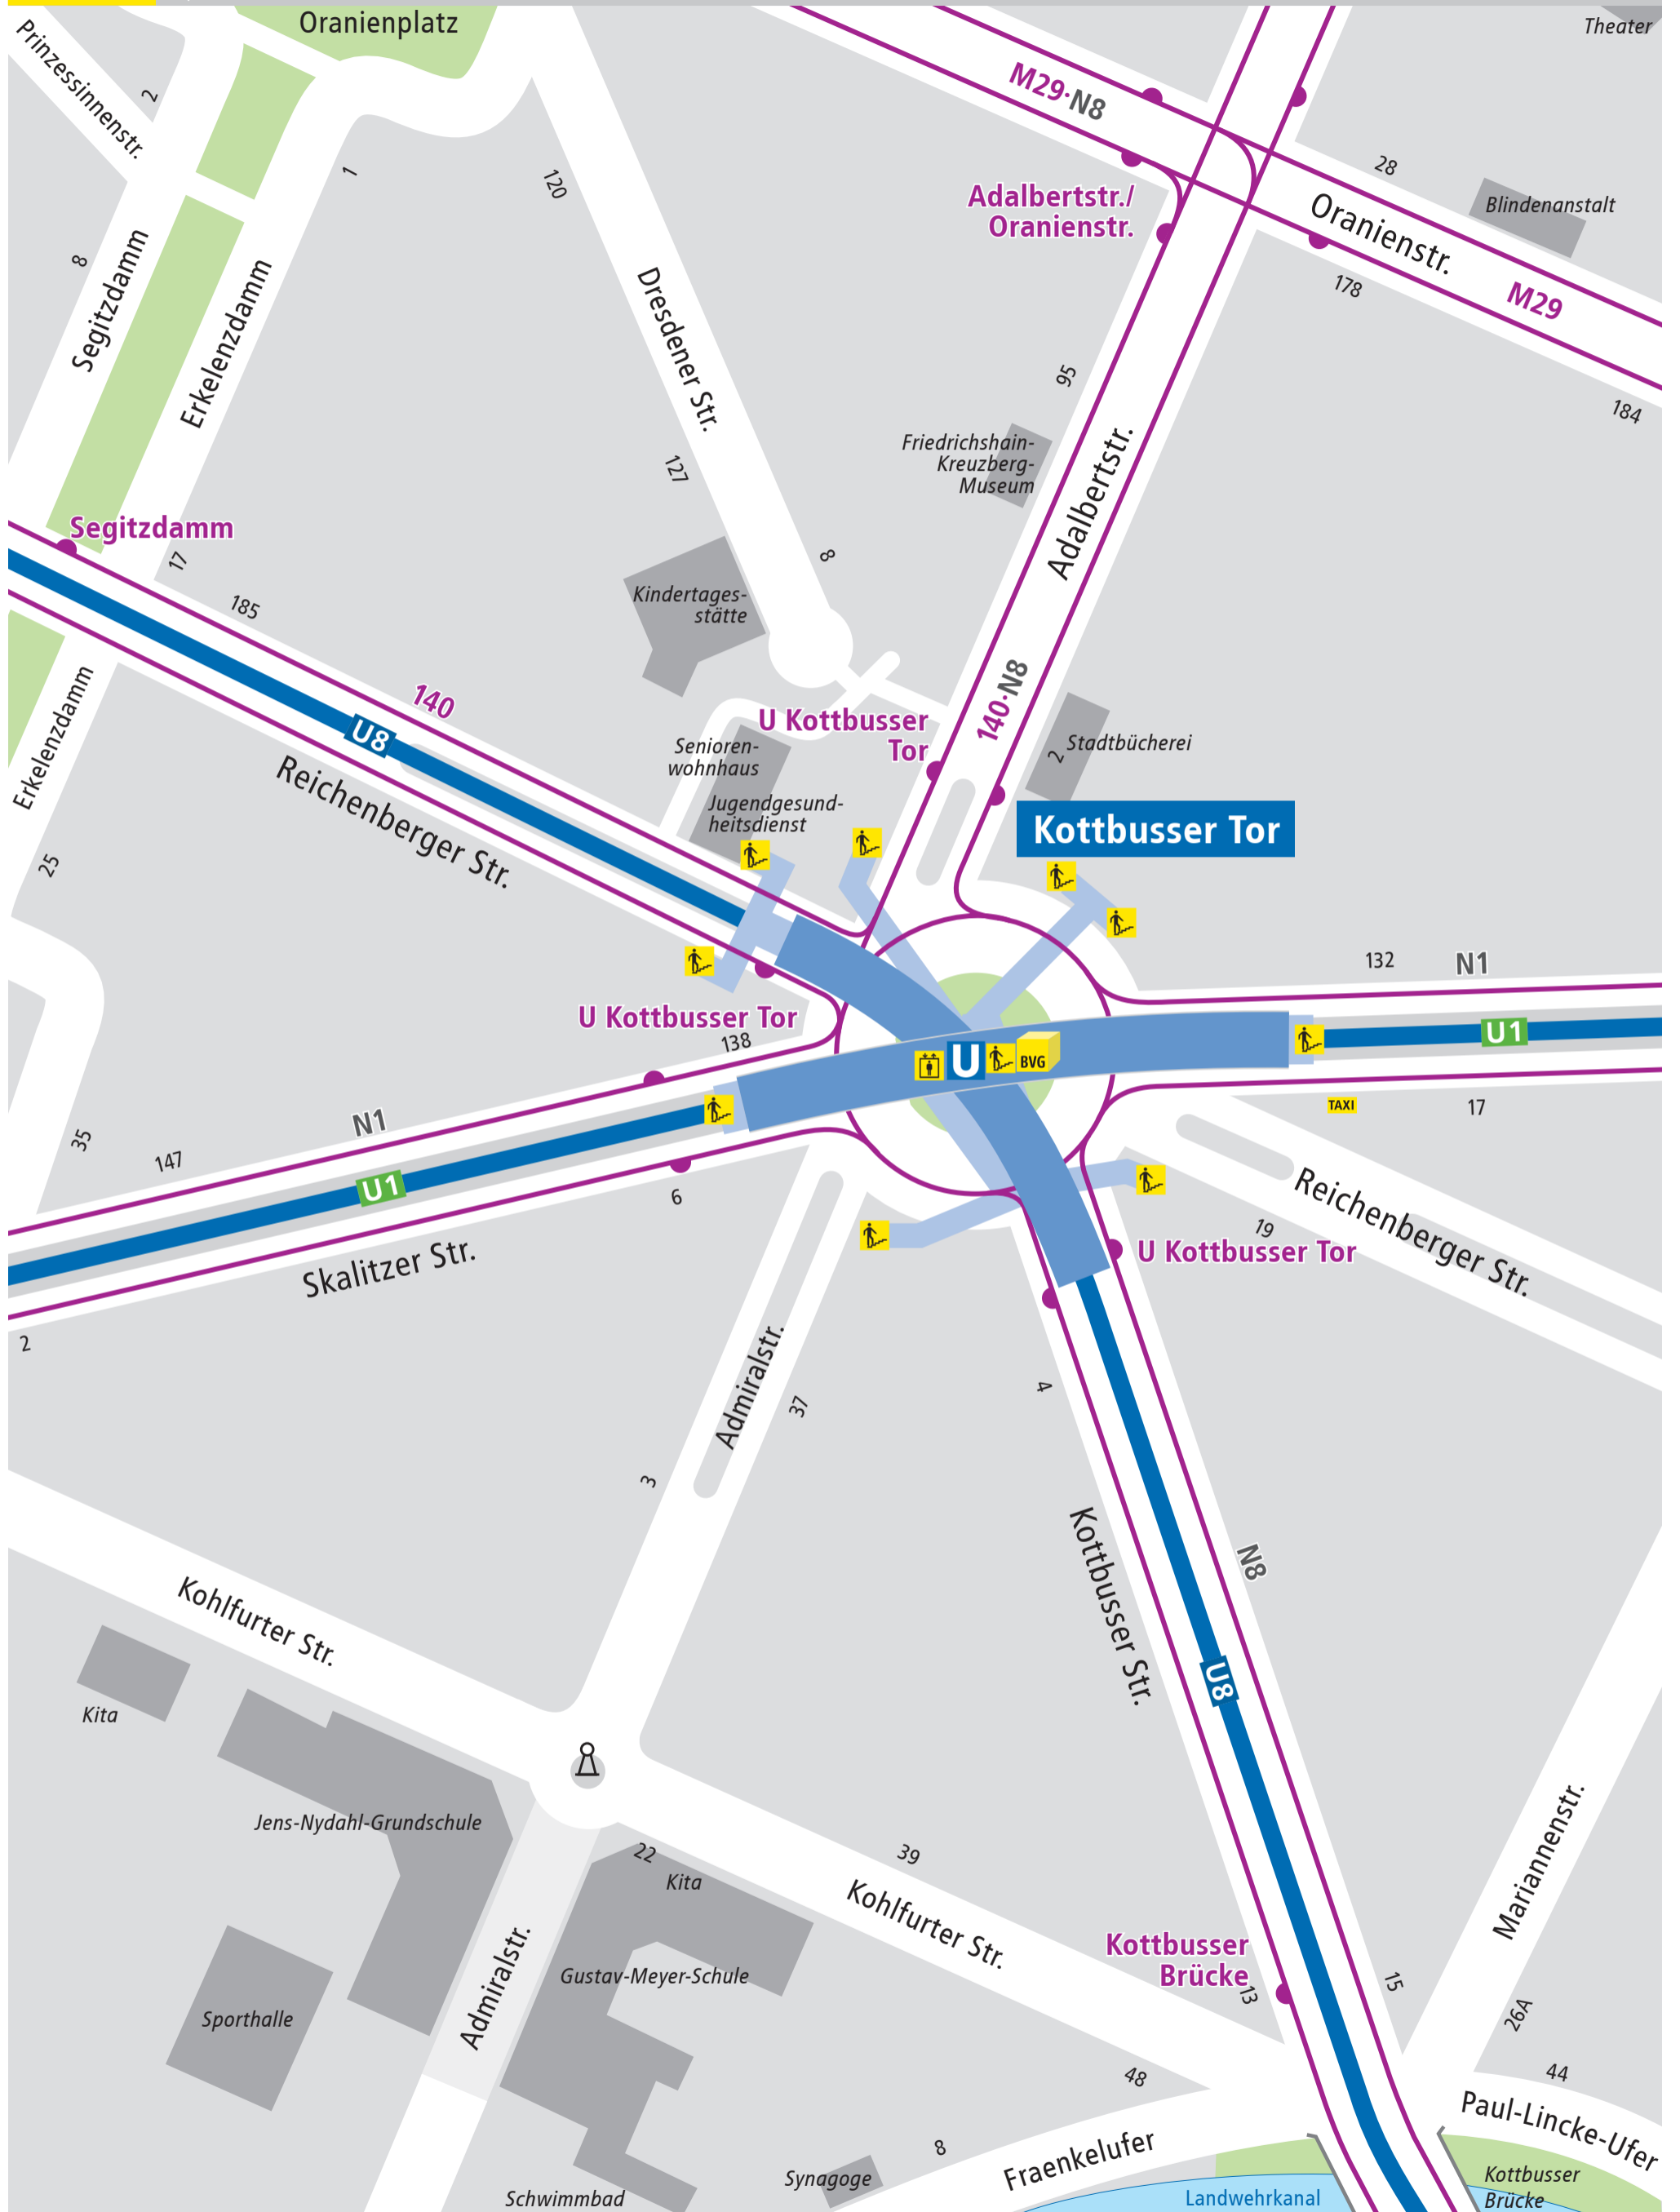 Oranienplatz
Theater
Prinzessinnenstr.
2
M29·N8
1
120
28
Adalbertstr./
Oranienstr.
Oranienstr.
Blindenanstalt
8
Segitzdamm
Erkelenzdamm
Dresdener Str.
178
M29
95
184
127
Friedrichshain-
Kreuzberg-
Museum
Adalbertstr.
Segitzdamm
17
8
185
Kindertages-
stätte
140
U8
140·N8
U Kottbusser
Tor
Erkelenzdamm
Senioren-
wohnhaus
2
Stadtbücherei
Reichenberger Str.
Jugendgesund-
heitsdienst
Kottbusser Tor
25
132
N1
U Kottbusser Tor
138
U1
U
BVG
TAXI
17
N1
35
147
U1
6
Reichenberger Str.
19
U Kottbusser Tor
Skalitzer Str.
2
Admiralstr.
37
4
3
Kottbusser Str.
N8
Kohlfurter Str.
U8
Kita
Jens-Nydahl-Grundschule
22
Kita
39
Kohlfurter Str.
Mariannenstr.
Admiralstr.
Gustav-Meyer-Schule
Kottbusser
Brücke
13
15
26A
Sporthalle
48
44
Paul-Lincke-Ufer
8
Fraenkelufer
Synagoge
Schwimmbad
Landwehrkanal
Kottbusser
Brücke